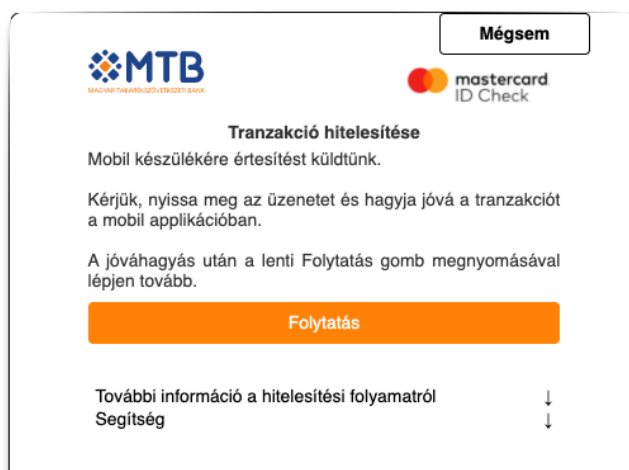 Mégsem
MTB
MAGYAR TAKARÉKSZÖVETKEZETI BANK
mastercard
ID Check
Tranzakció hitelesítése
Mobil készülékére értesítést küldtünk.
Kérjük, nyissa meg az üzenetet és hagyja jóvá a tranzakciót
a mobil applikációban.
A jóváhagyás után a lenti Folytatás gomb megnyomásával
lépjen tovább.
Folytatás
További információ a hitelesítési folyamatról ↓
Segítség ↓